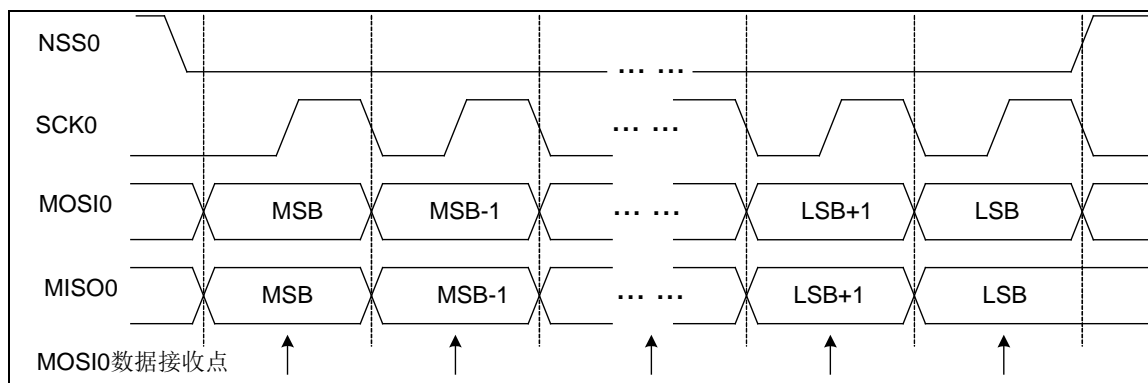 NSS0
... ...
SCK0
... ...
MOSI0 MSB MSB-1 ... ... LSB+1 LSB
MISO0 MSB MSB-1 ... ... LSB+1 LSB
MOSI0数据接收点